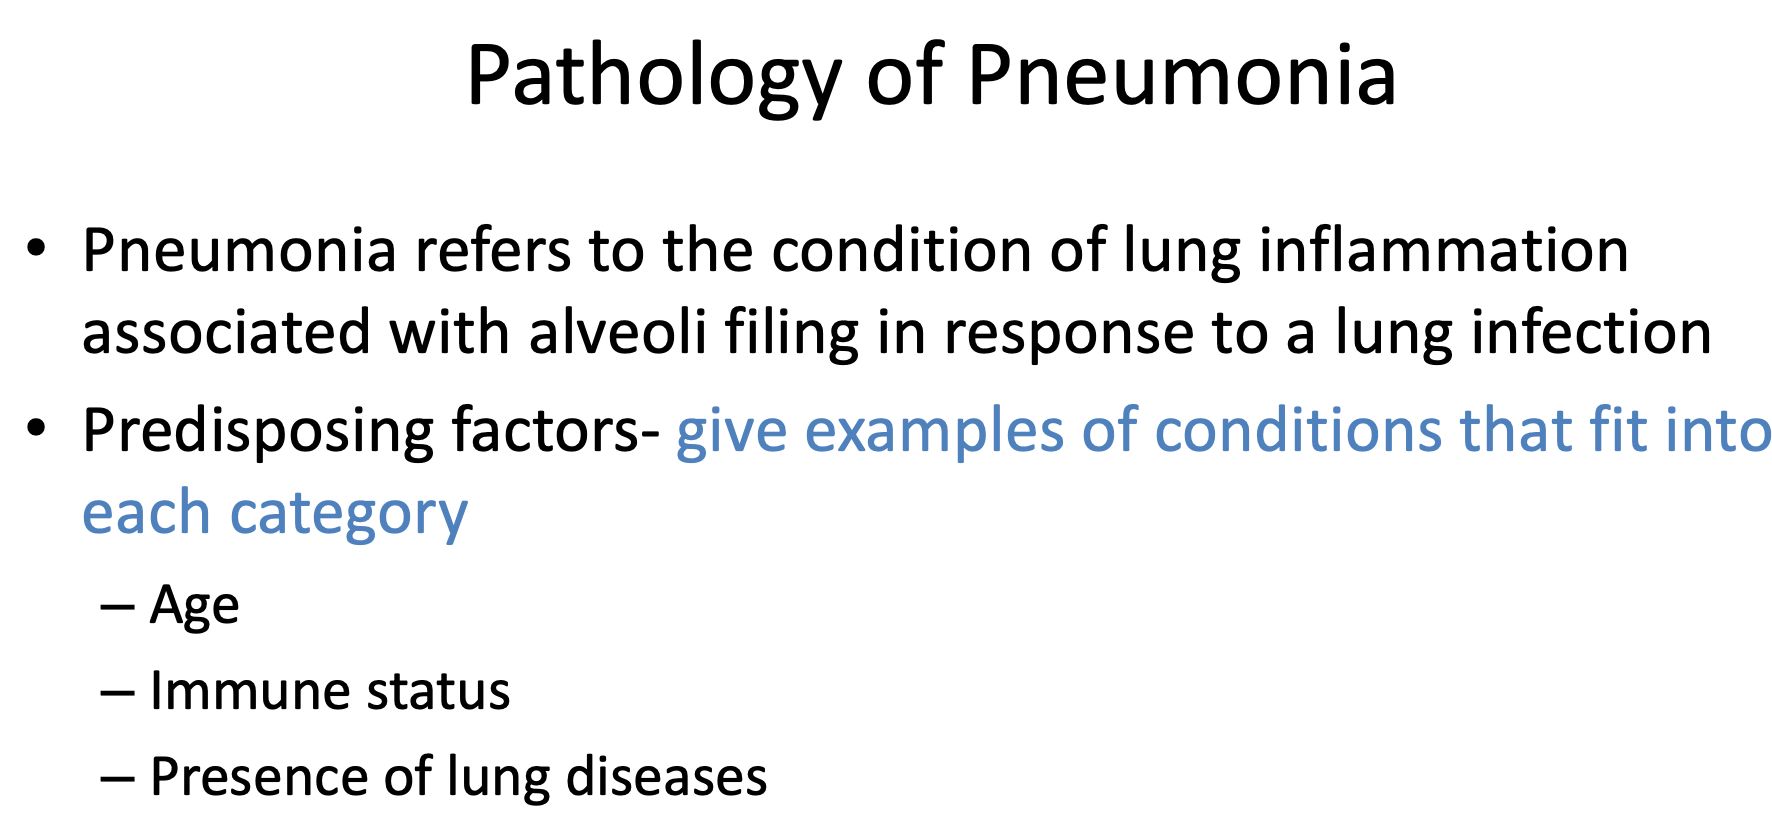 Pathology of Pneumonia
• Pneumonia refers to the condition of lung inflammation
associated with alveoli filing in response to a lung infection
• Predisposing factors- give examples of conditions that fit into
each category
– Age
– Immune status
– Presence of lung diseases